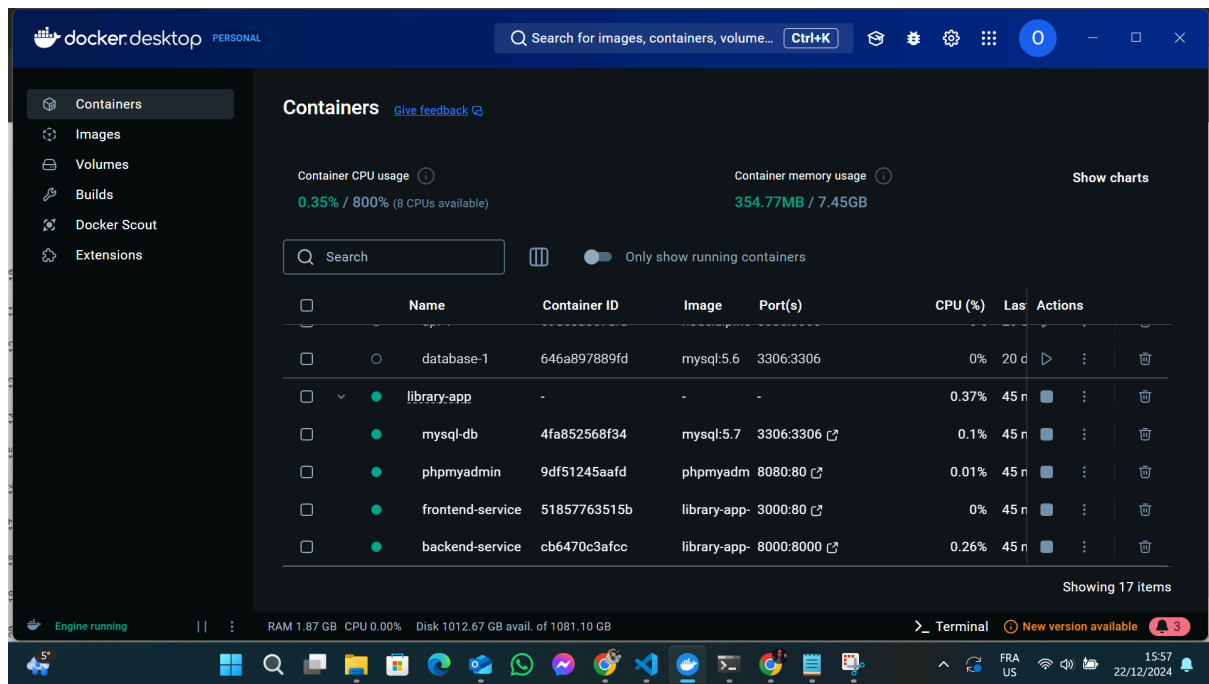 docker.desktop PERSONAL
Search for images, containers, volume... Ctrl+K
O
Containers
Images
Volumes
Builds
Docker Scout
Extensions
Containers Give feedback
Container CPU usage
0.35% / 800% (8 CPUs available)
Container memory usage
354.77MB / 7.45GB
Show charts
Search
Only show running containers
Name Container ID Image Port(s) CPU (%) Las Actions
database-1 646a897889fd mysql:5.6 3306:3306 0% 20 d
library-app - - - 0.37% 45 n
mysql-db 4fa852568f34 mysql:5.7 3306:3306 0.1% 45 n
phpmyadmin 9df51245aafd phpmyadm 8080:80 0.01% 45 n
frontend-service 51857763515b library-app- 3000:80 0% 45 n
backend-service cb6470c3afcc library-app- 8000:8000 0.26% 45 n
Showing 17 items
Engine running
RAM 1.87 GB CPU 0.00% Disk 1012.67 GB avail. of 1081.10 GB
>_ Terminal
New version available
3
5°
FRA
US
15:57
22/12/2024